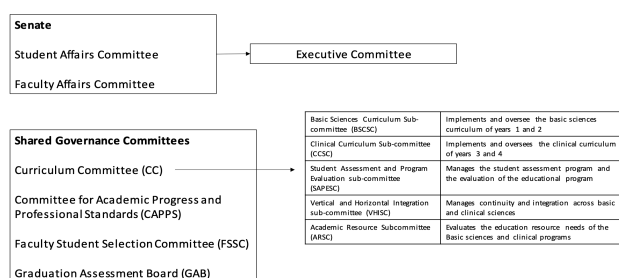 Senate
Student Affairs Committee
Executive Committee
Faculty Affairs Committee
Shared Governance Committees
Curriculum Committee (CC)
Committee for Academic Progress and
Professional Standards (CAPPS)
Faculty Student Selection Committee (FSSC)
Graduation Assessment Board (GAB)
Basic Sciences Curriculum Sub-
committee (BSCSC)
Implements and oversee the basic sciences
curriculum of years 1 and 2
Clinical Curriculum Sub-committee
(CCSC)
Implements and oversees the clinical curriculum
of years 3 and 4
Student Assessment and Program
Evaluation sub-committee
(SAPESC)
Manages the student assessment program and
the evaluation of the educational program
Vertical and Horizontal Integration
sub-committee (VHISC)
Manages continuity and integration across basic
and clinical sciences
Academic Resource Subcommittee
(ARSC)
Evaluates the education resource needs of the
Basic sciences and clinical programs